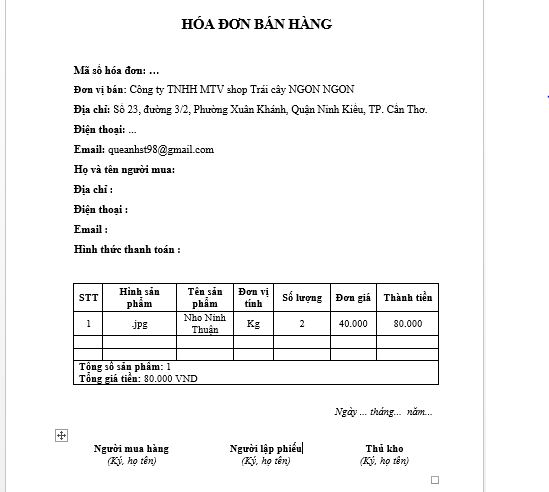 HÓA ĐƠN BÁN HÀNG
Mã số hóa đơn: ...
Đơn vị bán: Công ty TNHH MTV shop Trái cây NGON NGON
Địa chỉ: Số 23, đường 3/2, Phường Xuân Khánh, Quận Ninh Kiều, TP. Cần Thơ.
Điện thoại: ...
Email: queanhst98@gmail.com
Họ và tên người mua:
Địa chỉ :
Điện thoại :
Email :
Hình thức thanh toán :
STT Hình sản phẩm Tên sản phẩm Đơn vị tính Số lượng Đơn giá Thành tiền
1 .jpg Nho Ninh Thuận Kg 2 40.000 80.000
Tổng số sản phẩm: 1
Tổng giá tiền: 80.000 VND
Ngày ... tháng... năm...
Người mua hàng Người lập phiếu Thủ kho
(Ký, họ tên) (Ký, họ tên) (Ký, họ tên)